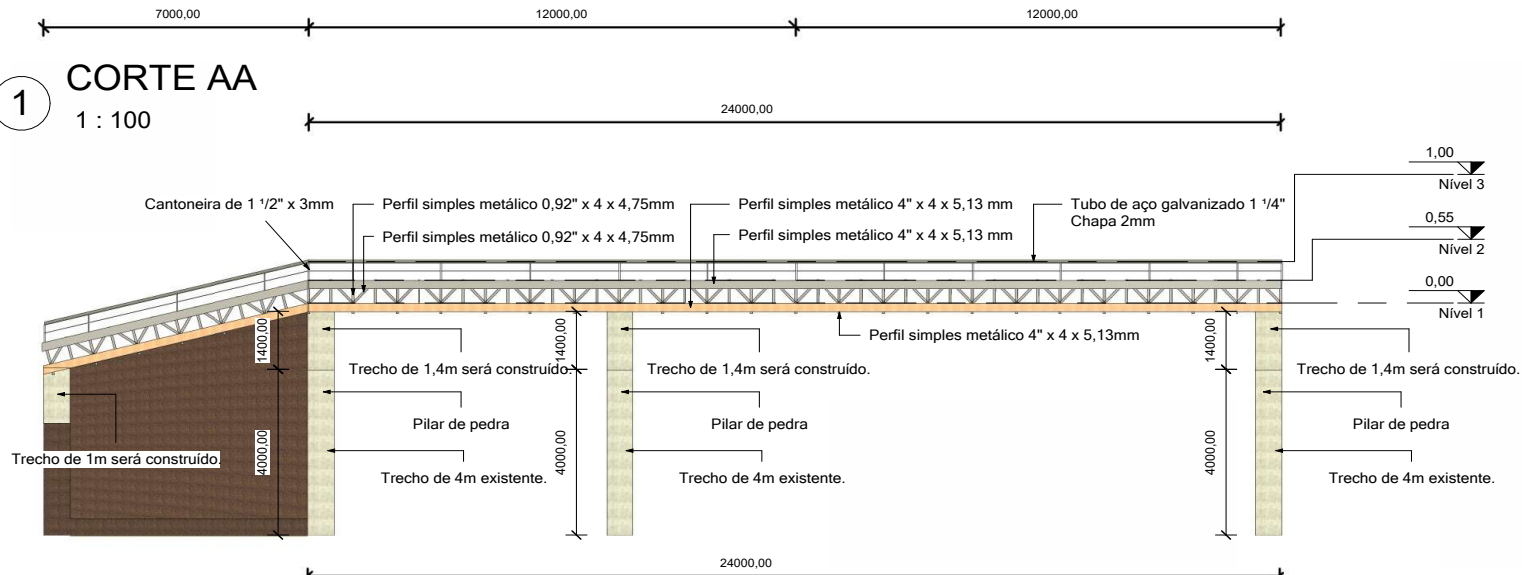 7000,00
12000,00
12000,00
1
CORTE AA
1 : 100
24000,00
1,00
Nível 3
0,55
Nível 2
0,00
Nível 1
Cantoneira de 1 ¹/2" x 3mm
Perfil simples metálico 0,92" x 4 x 4,75mm
Perfil simples metálico 0,92" x 4 x 4,75mm
Perfil simples metálico 4" x 4 x 5,13 mm
Perfil simples metálico 4" x 4 x 5,13 mm
Tubo de aço galvanizado 1 ¹/4"
Chapa 2mm
Perfil simples metálico 4" x 4 x 5,13mm
1400,00
1400,00
1400,00
Trecho de 1,4m será construído.
Trecho de 1,4m será construído.
Trecho de 1,4m será construído.
Pilar de pedra
Pilar de pedra
Pilar de pedra
4000,00
4000,00
4000,00
Trecho de 1m será construído.
Trecho de 4m existente.
Trecho de 4m existente.
Trecho de 4m existente.
24000,00